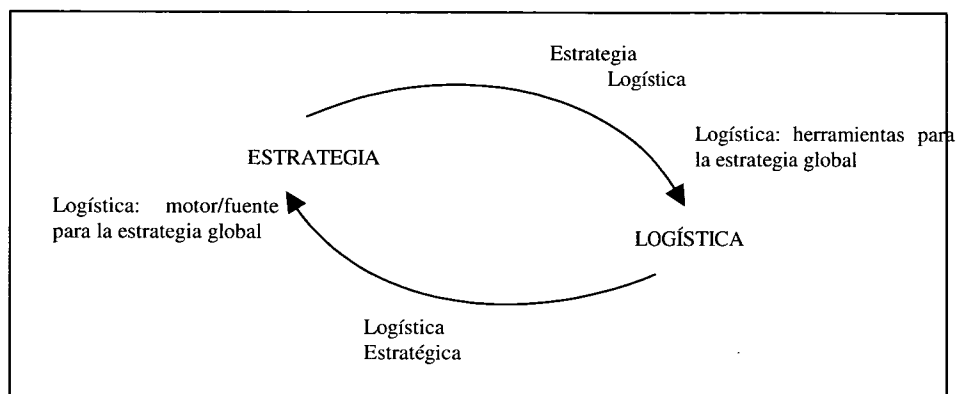 Estrategia
Logística
Logística: herramientas para
la estrategia global
ESTRATEGIA
Logística: motor/fuente
para la estrategia global
LOGÍSTICA
Logística
Estratégica